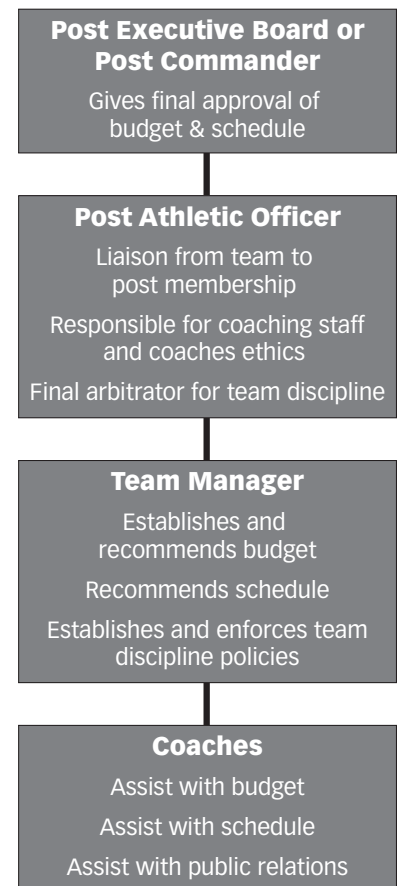 Post Executive Board or
Post Commander
Gives final approval of
budget & schedule
Post Athletic Officer
Liaison from team to
post membership
Responsible for coaching staff
and coaches ethics
Final arbitrator for team discipline
Team Manager
Establishes and
recommends budget
Recommends schedule
Establishes and enforces team
discipline policies
Coaches
Assist with budget
Assist with schedule
Assist with public relations